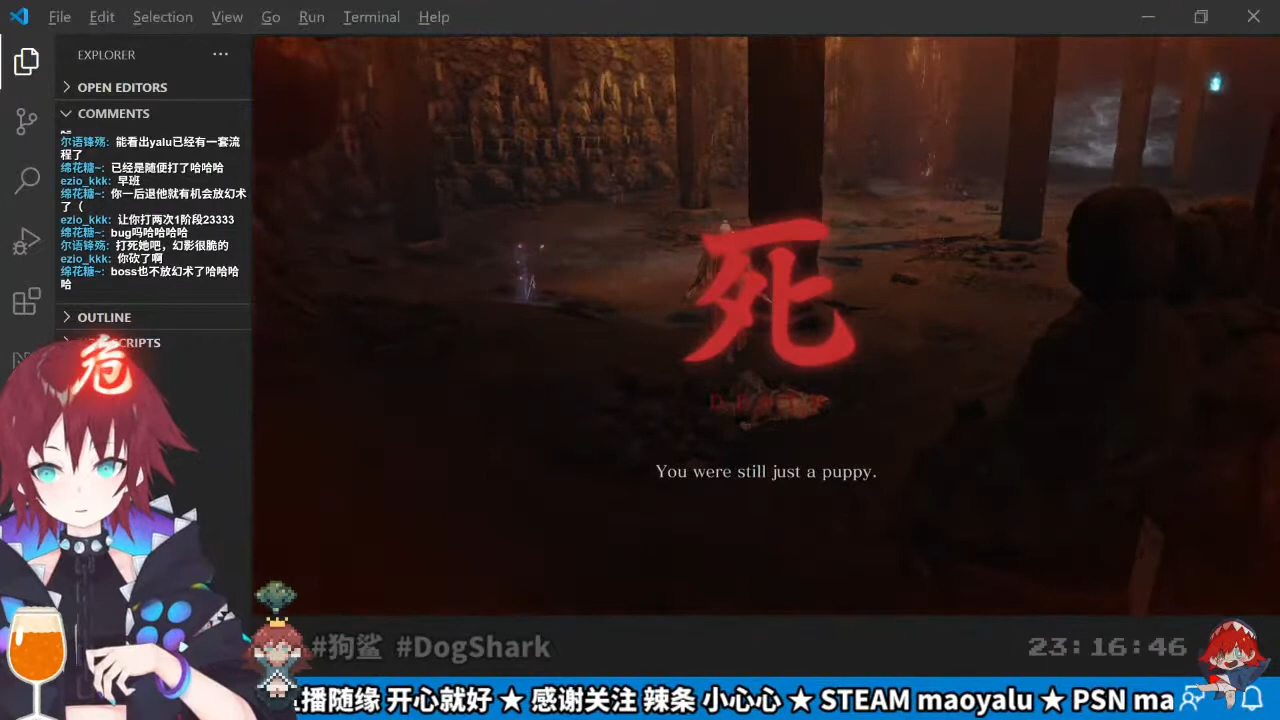 File Edit Selection View Go Run Terminal Help
EXPLORER
OPEN EDITORS
COMMENTS
尔语锋殇: 能看出yalu已经有一套流
程了
绵花糖~: 已经是随便打了哈哈哈
ezio_kkk: 早班
绵花糖~: 你一后退他就有机会放幻术
了（
ezio_kkk: 让你打两次1阶段23333
绵花糖~: bug吗哈哈哈哈
尔语锋殇: 打死她吧，幻影很脆的
ezio_kkk: 你砍了啊
绵花糖~: boss也不放幻术了哈哈哈
哈
OUTLINE
SCRIPTS
危
死
DEATH
You were still just a puppy.
#狗鲨 #DogShark
23:16:46
播随缘 开心就好 ★ 感谢关注 辣条 小心心 ★ STEAM maoyalu ★ PSN ma